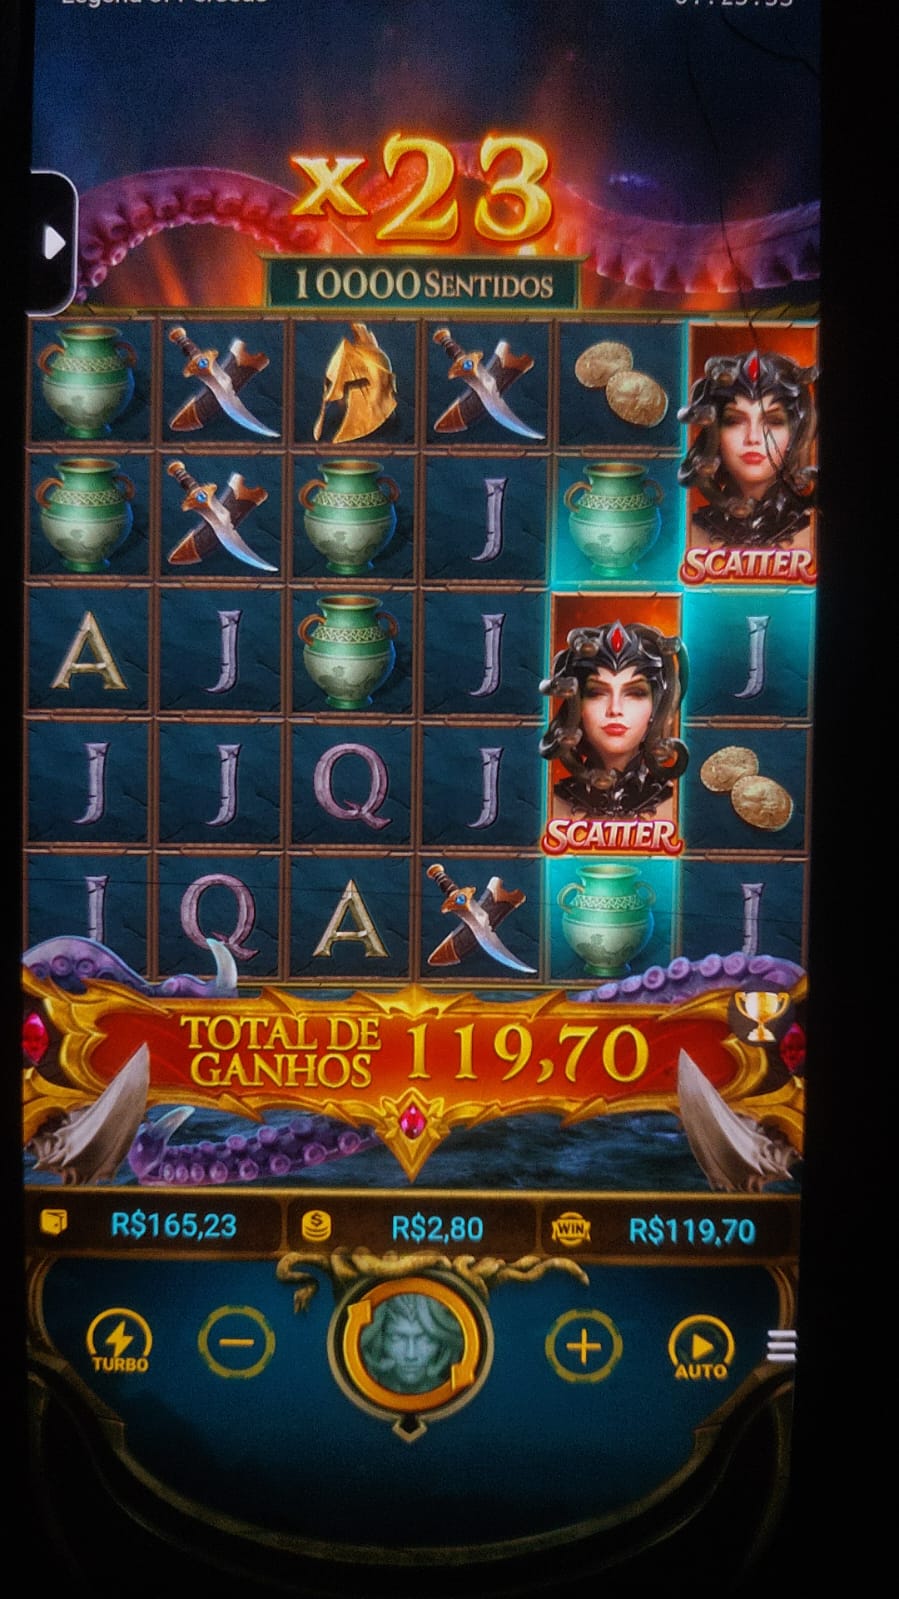 x23
10000 SENTIDOS
SCATTER
J
A J J J
SCATTER
J J Q J
J Q A J
TOTAL DE GANHOS 119,70
R$165,23 R$2,80 WIN R$119,70
TURBO AUTO